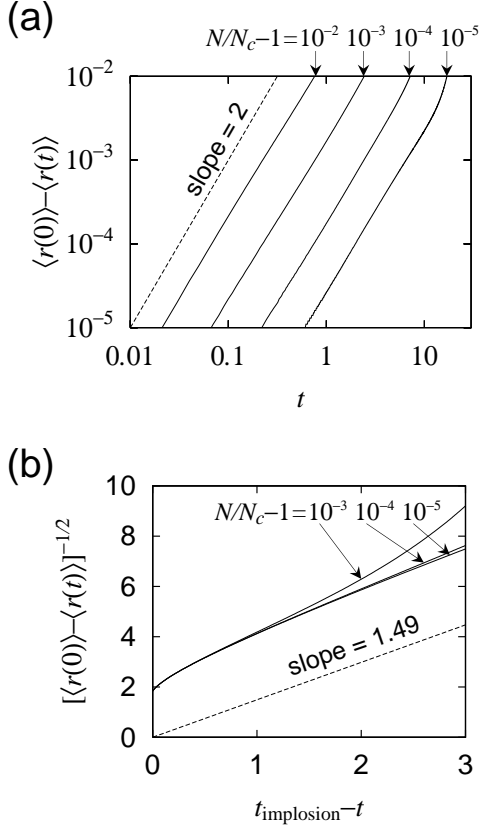 (a)
N/N_c−1=10^−2 10^−3 10^−4 10^−5
10^−2
slope = 2
10^−3
10^−4
10^−5
⟨r(0)⟩−⟨r(t)⟩
0.01 0.1 1 10
t
(b)
10
N/N_c−1=10^−3 10^−4 10^−5
8
6
4
slope = 1.49
2
0
[⟨r(0)⟩−⟨r(t)⟩]^−1/2
0 1 2 3
t_implosion−t